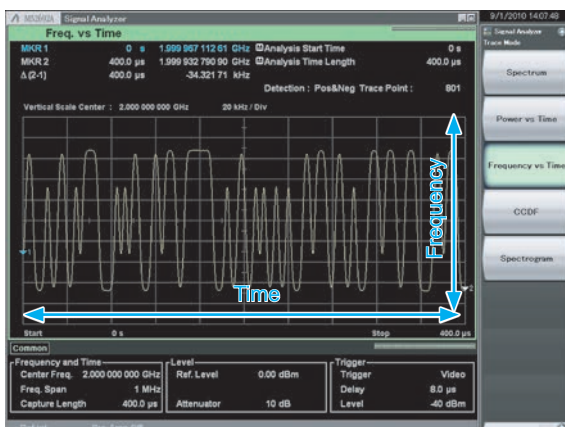 MS2692A Signal Analyzer
9/1/2010 14:07:48
Freq. vs Time
MKR 1 0 s 1.999 967 112 61 GHz Analysis Start Time 0 s
MKR 2 400.0 µs 1.999 932 790 90 GHz Analysis Time Length 400.0 µs
Δ(2-1) 400.0 µs -34.321 71 kHz
Detection : Pos&Neg Trace Point : 801
Vertical Scale Center : 2.000 000 000 GHz 20 kHz / Div
1
2
Frequency
Time
Start 0 s Stop 400.0 µs
Common
Frequency and Time
Center Freq. 2.000 000 000 GHz
Freq. Span 1 MHz
Capture Length 400.0 µs
Level
Ref.Level 0.00 dBm
Attenuator 10 dB
Trigger
Trigger Video
Delay 8.0 µs
Level -40 dBm
Signal Analyzer
Trace Mode
Spectrum
Power vs Time
Frequency vs Time
CCDF
Spectrogram